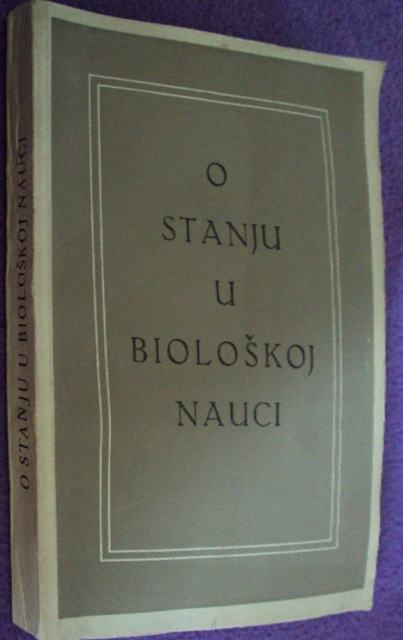 O
STANJU
U
BIOLOŠKOJ
NAUCI
O STANJU U BIOLOŠKOJ NAUCI